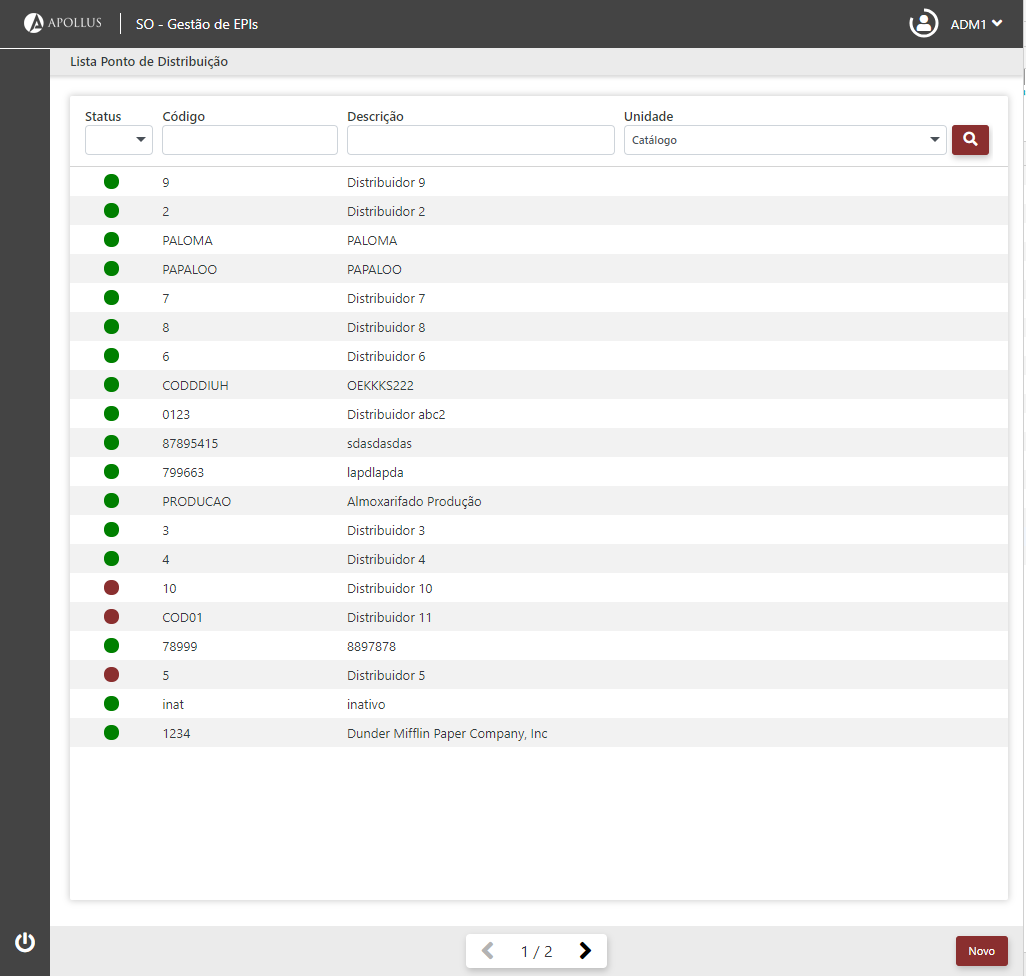 APOLLUS SO - Gestão de EPIs ADM1
Lista Ponto de Distribuição
Status Código Descrição Unidade
Catálogo
9 Distribuidor 9
2 Distribuidor 2
PALOMA PALOMA
PAPALOO PAPALOO
7 Distribuidor 7
8 Distribuidor 8
6 Distribuidor 6
CODDDIUH OEKKKS222
0123 Distribuidor abc2
87895415 sdasdasdas
799663 lapdlapda
PRODUCAO Almoxarifado Produção
3 Distribuidor 3
4 Distribuidor 4
10 Distribuidor 10
COD01 Distribuidor 11
78999 8897878
5 Distribuidor 5
inat inativo
1234 Dunder Mifflin Paper Company, Inc
1 / 2 Novo